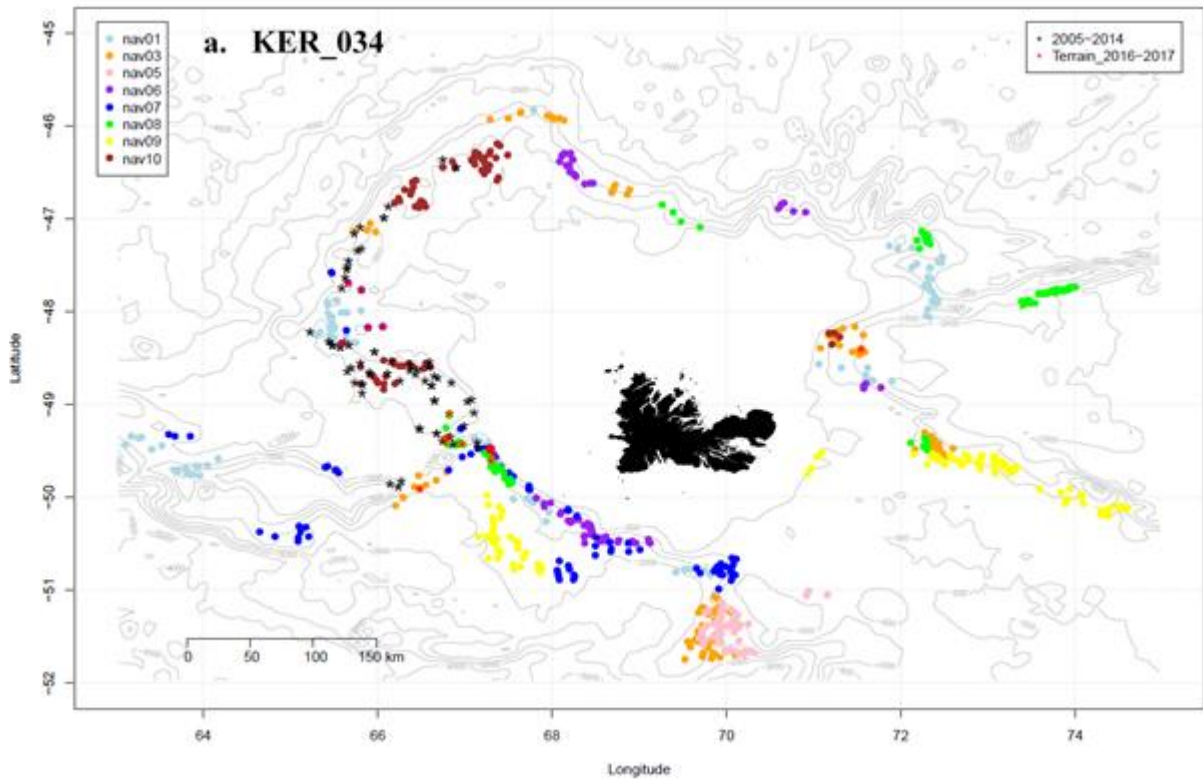 a. KER_034
nav01
nav03
nav05
nav06
nav07
nav08
nav09
nav10
2005-2014
Terrain_2016-2017
Latitude
-45
-46
-47
-48
-49
-50
-51
-52
0 50 100 150 km
64 66 68 70 72 74
Longitude